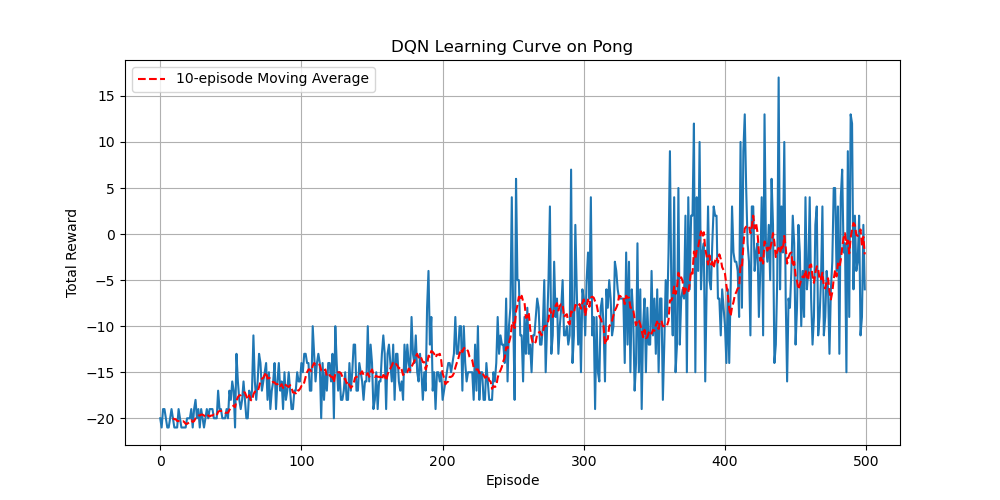 DQN Learning Curve on Pong
10-episode Moving Average
Total Reward
15
10
5
0
−5
−10
−15
−20
0 100 200 300 400 500
Episode